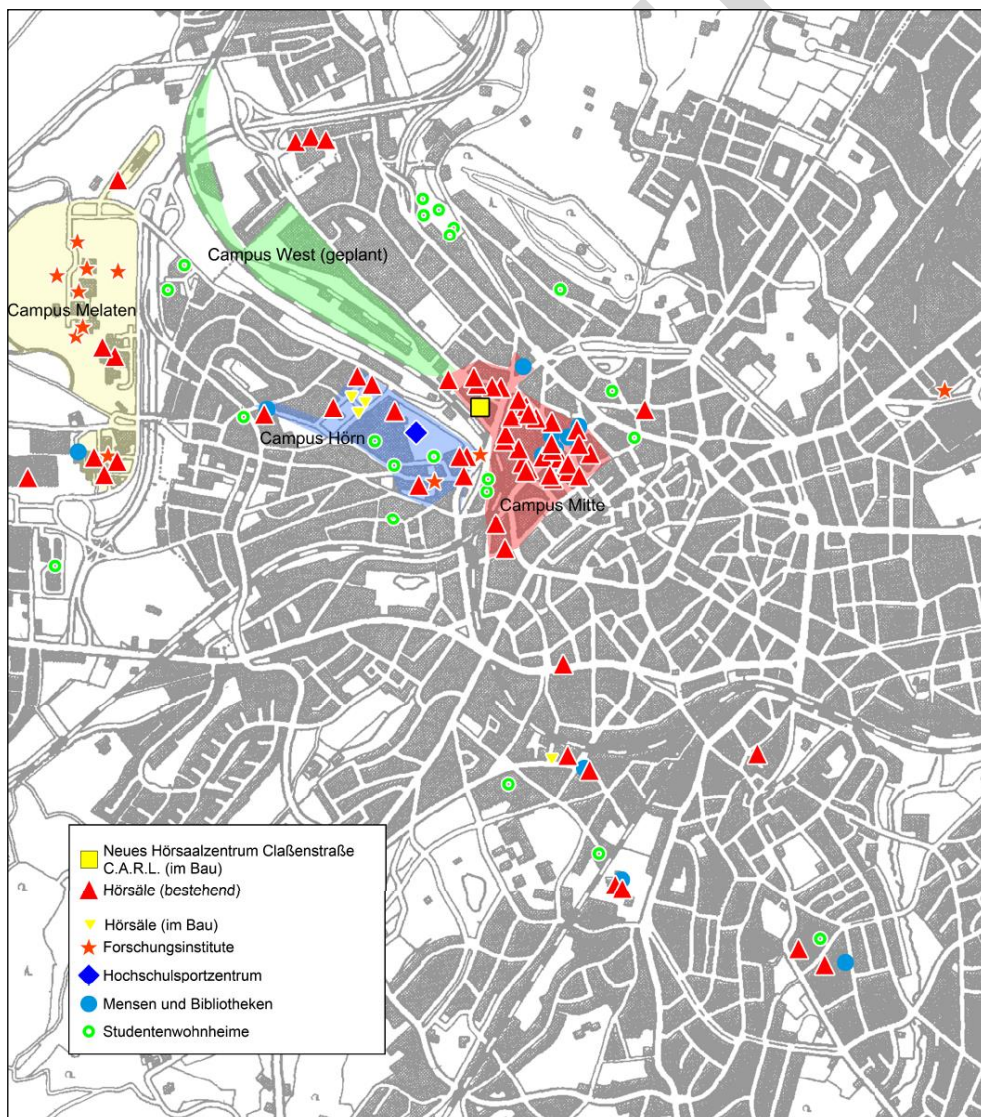 Campus West (geplant)
Campus Melaten
Campus Hörn
Campus Mitte
Neues Hörsaalzentrum Claßenstraße
C.A.R.L. (im Bau)
Hörsäle (bestehend)
Hörsäle (im Bau)
Forschungsinstitute
Hochschulsportzentrum
Mensen und Bibliotheken
Studentenwohnheime